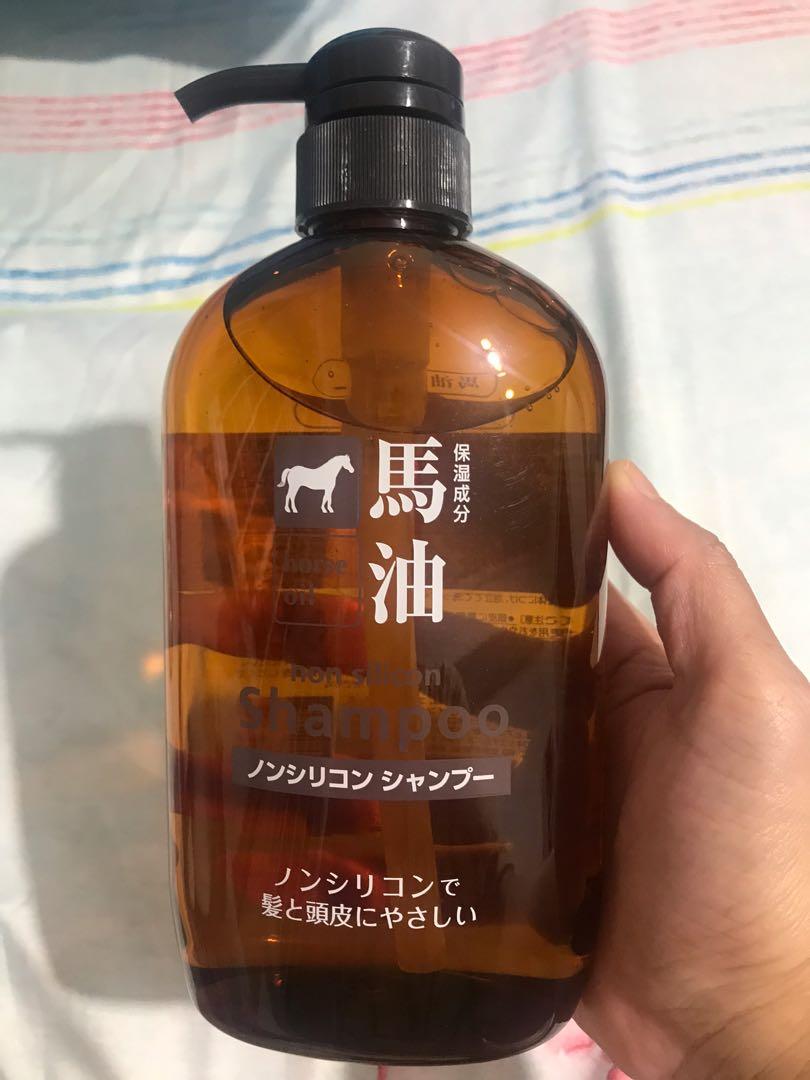 保湿成分
馬油
horse
oil
non silicon
Shampoo
ノンシリコン シャンプー
ノンシリコンで
髪と頭皮にやさしい
馬油